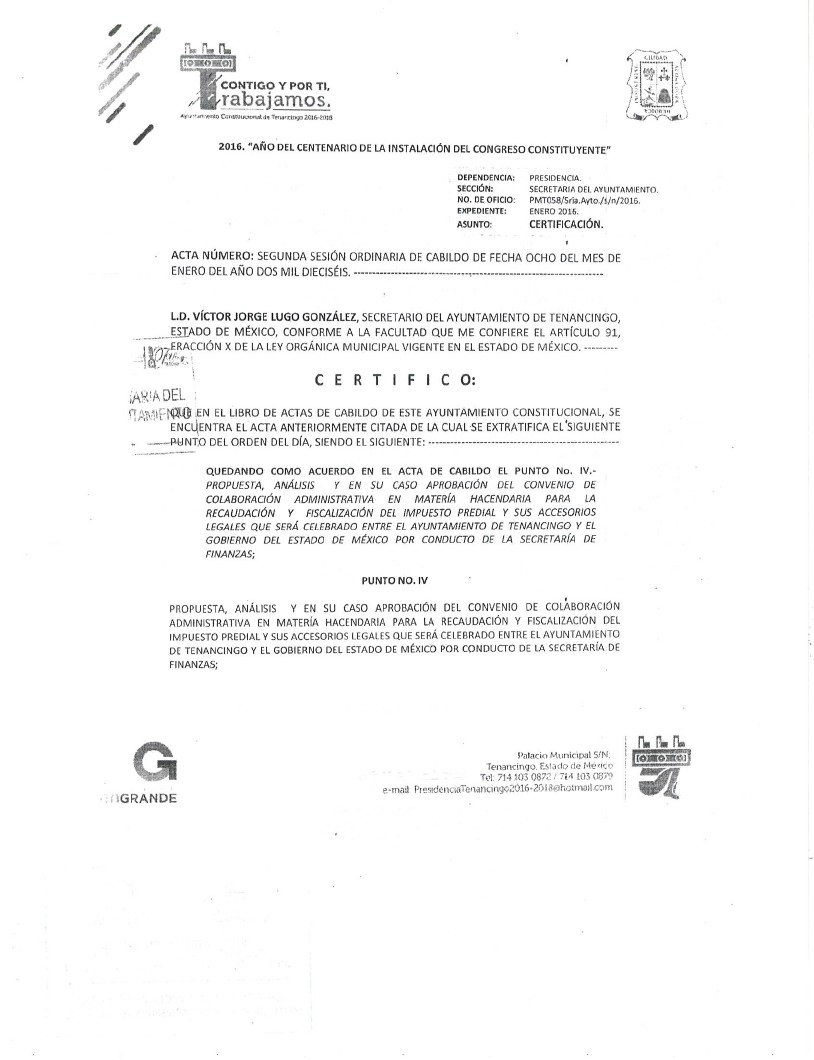 CONTIGO Y POR TI,
Trabajamos.
Ayuntamiento Constitucional de Tenancingo 2016-2018
CIUDAD
2016. “AÑO DEL CENTENARIO DE LA INSTALACIÓN DEL CONGRESO CONSTITUYENTE”
DEPENDENCIA: PRESIDENCIA.
SECCIÓN: SECRETARIA DEL AYUNTAMIENTO.
NO. DE OFICIO: PMT058/Sria.Ayto./s/n/2016.
EXPEDIENTE: ENERO 2016.
ASUNTO: CERTIFICACIÓN.
ACTA NÚMERO: SEGUNDA SESIÓN ORDINARIA DE CABILDO DE FECHA OCHO DEL MES DE
ENERO DEL AÑO DOS MIL DIECISÉIS. ------------------------------------------------------------
L.D. VÍCTOR JORGE LUGO GONZÁLEZ, SECRETARIO DEL AYUNTAMIENTO DE TENANCINGO,
ESTADO DE MÉXICO, CONFORME A LA FACULTAD QUE ME CONFIERE EL ARTÍCULO 91,
FRACCIÓN X DE LA LEY ORGÁNICA MUNICIPAL VIGENTE EN EL ESTADO DE MÉXICO. --------
C E R T I F I C O:
ARIA DEL
TAMIENTO
QUE EN EL LIBRO DE ACTAS DE CABILDO DE ESTE AYUNTAMIENTO CONSTITUCIONAL, SE
ENCUENTRA EL ACTA ANTERIORMENTE CITADA DE LA CUAL SE EXTRATIFICA EL SIGUIENTE
PUNTO DEL ORDEN DEL DÍA, SIENDO EL SIGUIENTE: ----------------------------------------------
QUEDANDO COMO ACUERDO EN EL ACTA DE CABILDO EL PUNTO No. IV.-
PROPUESTA, ANÁLISIS Y EN SU CASO APROBACIÓN DEL CONVENIO DE
COLABORACIÓN ADMINISTRATIVA EN MATERÍA HACENDARIA PARA LA
RECAUDACIÓN Y FISCALIZACIÓN DEL IMPUESTO PREDIAL Y SUS ACCESORIOS
LEGALES QUE SERÁ CELEBRADO ENTRE EL AYUNTAMIENTO DE TENANCINGO Y EL
GOBIERNO DEL ESTADO DE MÉXICO POR CONDUCTO DE LA SECRETARÍA DE
FINANZAS;
PUNTO NO. IV
PROPUESTA, ANÁLISIS Y EN SU CASO APROBACIÓN DEL CONVENIO DE COLABORACIÓN
ADMINISTRATIVA EN MATERÍA HACENDARIA PARA LA RECAUDACIÓN Y FISCALIZACIÓN DEL
IMPUESTO PREDIAL Y SUS ACCESORIOS LEGALES QUE SERÁ CELEBRADO ENTRE EL AYUNTAMIENTO
DE TENANCINGO Y EL GOBIERNO DEL ESTADO DE MÉXICO POR CONDUCTO DE LA SECRETARÍA DE
FINANZAS;
GRANDE
Palacio Municipal S/N.
Tenancingo, Estado de México
Tel: 714 103 0872 / 714 103 0879
e-mail: PresidenciaTenancingo2016-2018@hotmail.com